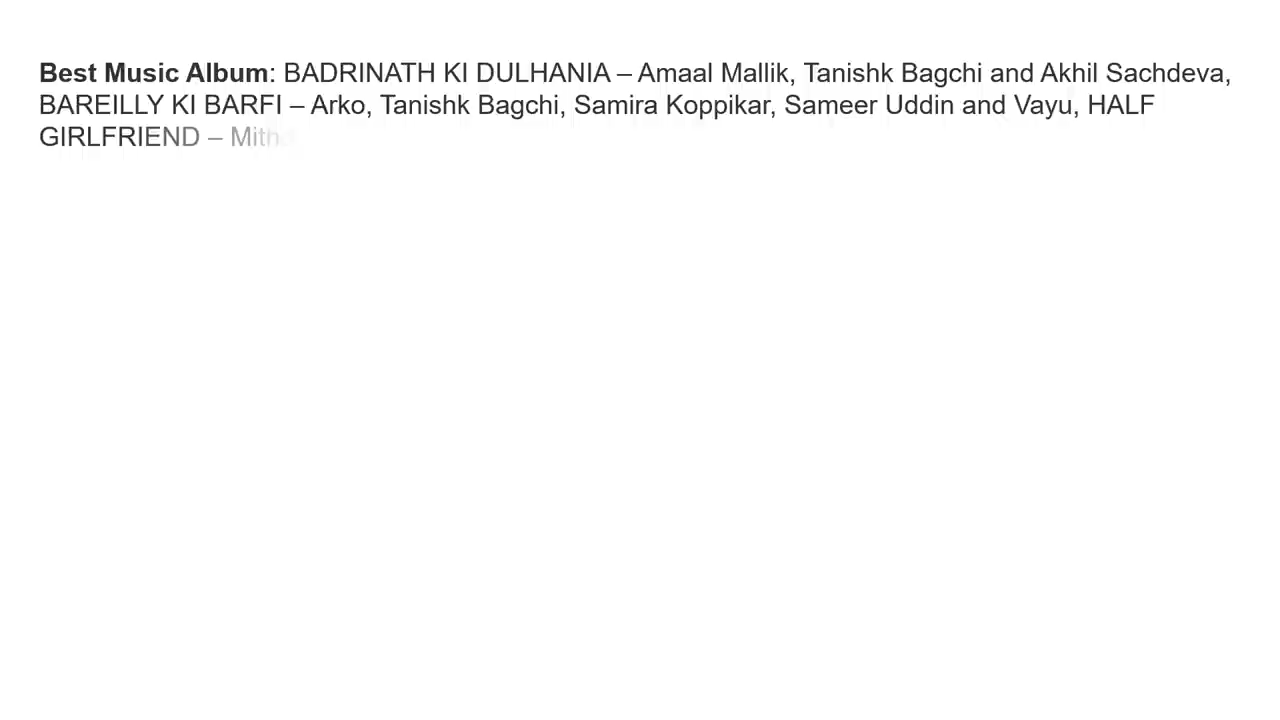 Best Music Album: BADRINATH KI DULHANIA – Amaal Mallik, Tanishk Bagchi and Akhil Sachdeva,
BAREILLY KI BARFI – Arko, Tanishk Bagchi, Samira Koppikar, Sameer Uddin and Vayu, HALF
GIRLFRIEND –